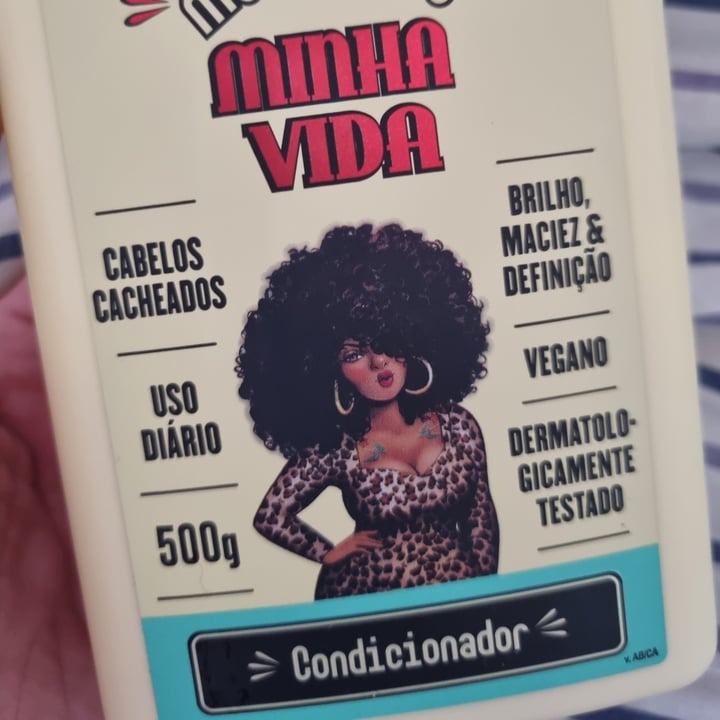 MINHA
VIDA
CABELOS
CACHEADOS
USO
DIÁRIO
500g
BRILHO,
MACIEZ &
DEFINIÇÃO
VEGANO
DERMATOLO-
GICAMENTE
TESTADO
Condicionador
v. AB/CA